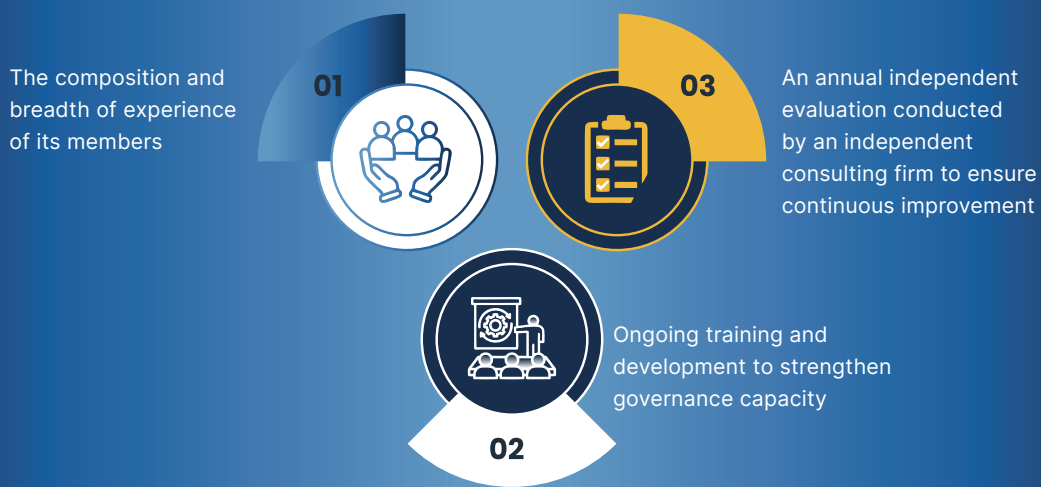 01
The composition and
breadth of experience
of its members
02
Ongoing training and
development to strengthen
governance capacity
03
An annual independent
evaluation conducted
by an independent
consulting firm to ensure
continuous improvement